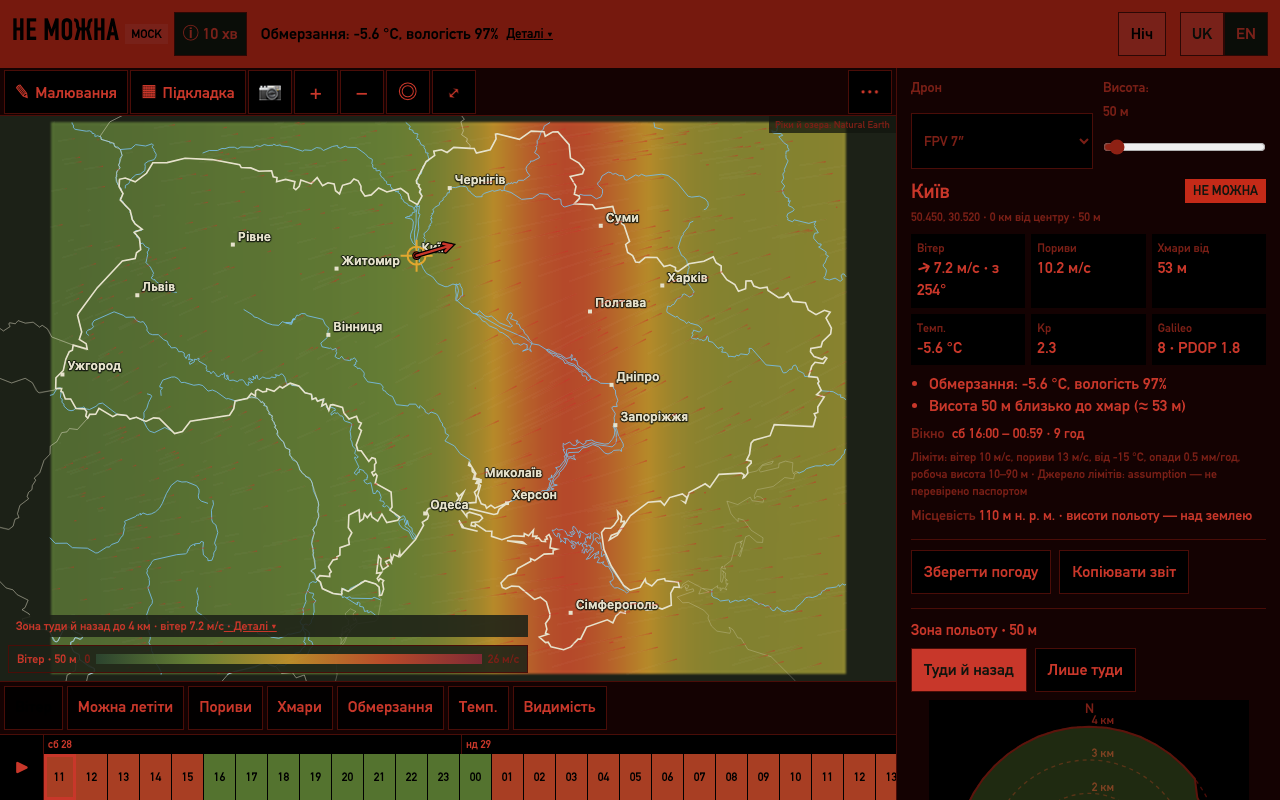 НЕ МОЖНА МОСК ⓘ 10 хв Обмерзання: -5.6 °C, вологість 97% Деталі ▾ Ніч UK EN
✎ Малювання ▦ Підкладка + − ◎ ⤢ ⋯
Річки й озера: Natural Earth
Чернігів
Суми
Рівне
Київ
Житомир
Харків
Львів
Полтава
Вінниця
Ужгород
Дніпро
Запоріжжя
Миколаїв
Херсон
Одеса
Сімферополь
Зона туди й назад до 4 км · вітер 7.2 м/с · Деталі ▾
Вітер · 50 м 0 26 м/с
Можна летіти Пориви Хмари Обмерзання Темп. Видимість
сб 28 нд 29
▶ 11 12 13 14 15 16 17 18 19 20 21 22 23 00 01 02 03 04 05 06 07 08 09 10 11 12 13
Дрон Висота:
50 м
FPV 7″
Київ НЕ МОЖНА
50.450, 30.520 · 0 км від центру · 50 м
Вітер Пориви Хмари від
➔ 7.2 м/с · з 10.2 м/с 53 м
254°
Темп. Kp Galileo
-5.6 °C 2.3 8 · PDOP 1.8
• Обмерзання: -5.6 °C, вологість 97%
• Висота 50 м близько до хмар (≈ 53 м)
Вікно сб 16:00 – 00:59 · 9 год
Ліміти: вітер 10 м/с, пориви 13 м/с, від -15 °C, опади 0.5 мм/год,
робоча висота 10–90 м · Джерело лімітів: assumption — не
перевірено паспортом
Місцевість 110 м н. р. м. · висоти польоту — над землею
Зберегти погоду Копіювати звіт
Зона польоту · 50 м
Туди й назад Лише туди
N
4 км
3 км
2 км